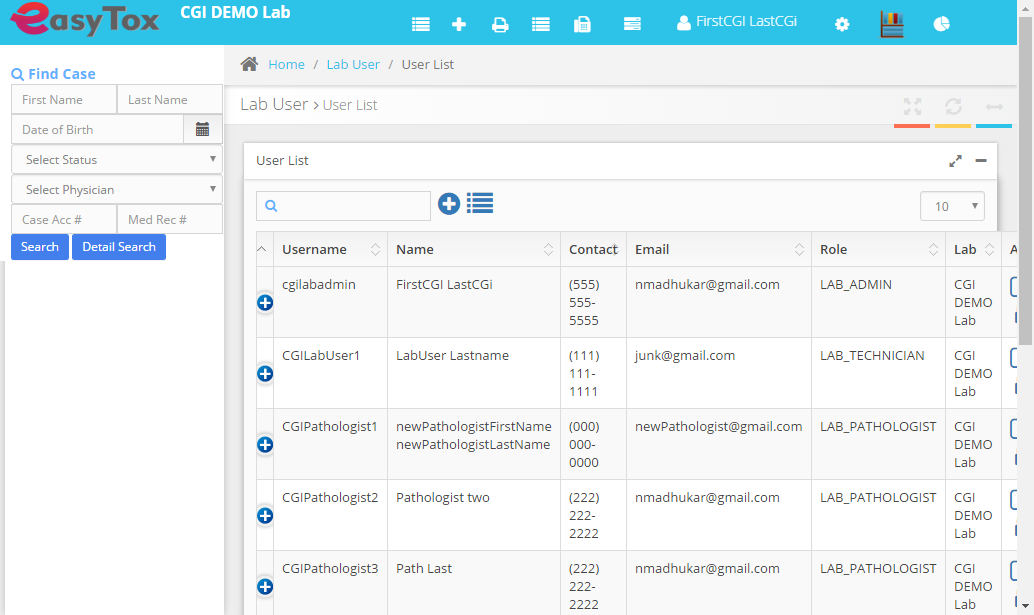 easyTox
CGI DEMO Lab
FirstCGI LastCGi
Find Case
First Name
Last Name
Date of Birth
Select Status
Select Physician
Case Acc #
Med Rec #
Search
Detail Search
Home / Lab User / User List
Lab User > User List
User List
10
Username
Name
Contact
Email
Role
Lab
A
cgilabadmin
FirstCGI LastCGi
(555)
555-
5555
nmadhukar@gmail.com
LAB_ADMIN
CGI
DEMO
Lab
CGILabUser1
LabUser Lastname
(111)
111-
1111
junk@gmail.com
LAB_TECHNICIAN
CGI
DEMO
Lab
CGIPathologist1
newPathologistFirstName
newPathologistLastName
(000)
000-
0000
newPathologist@gmail.com
LAB_PATHOLOGIST
CGI
DEMO
Lab
CGIPathologist2
Pathologist two
(222)
222-
2222
nmadhukar@gmail.com
LAB_PATHOLOGIST
CGI
DEMO
Lab
CGIPathologist3
Path Last
(222)
222-
2222
nmadhukar@gmail.com
LAB_PATHOLOGIST
CGI
DEMO
Lab